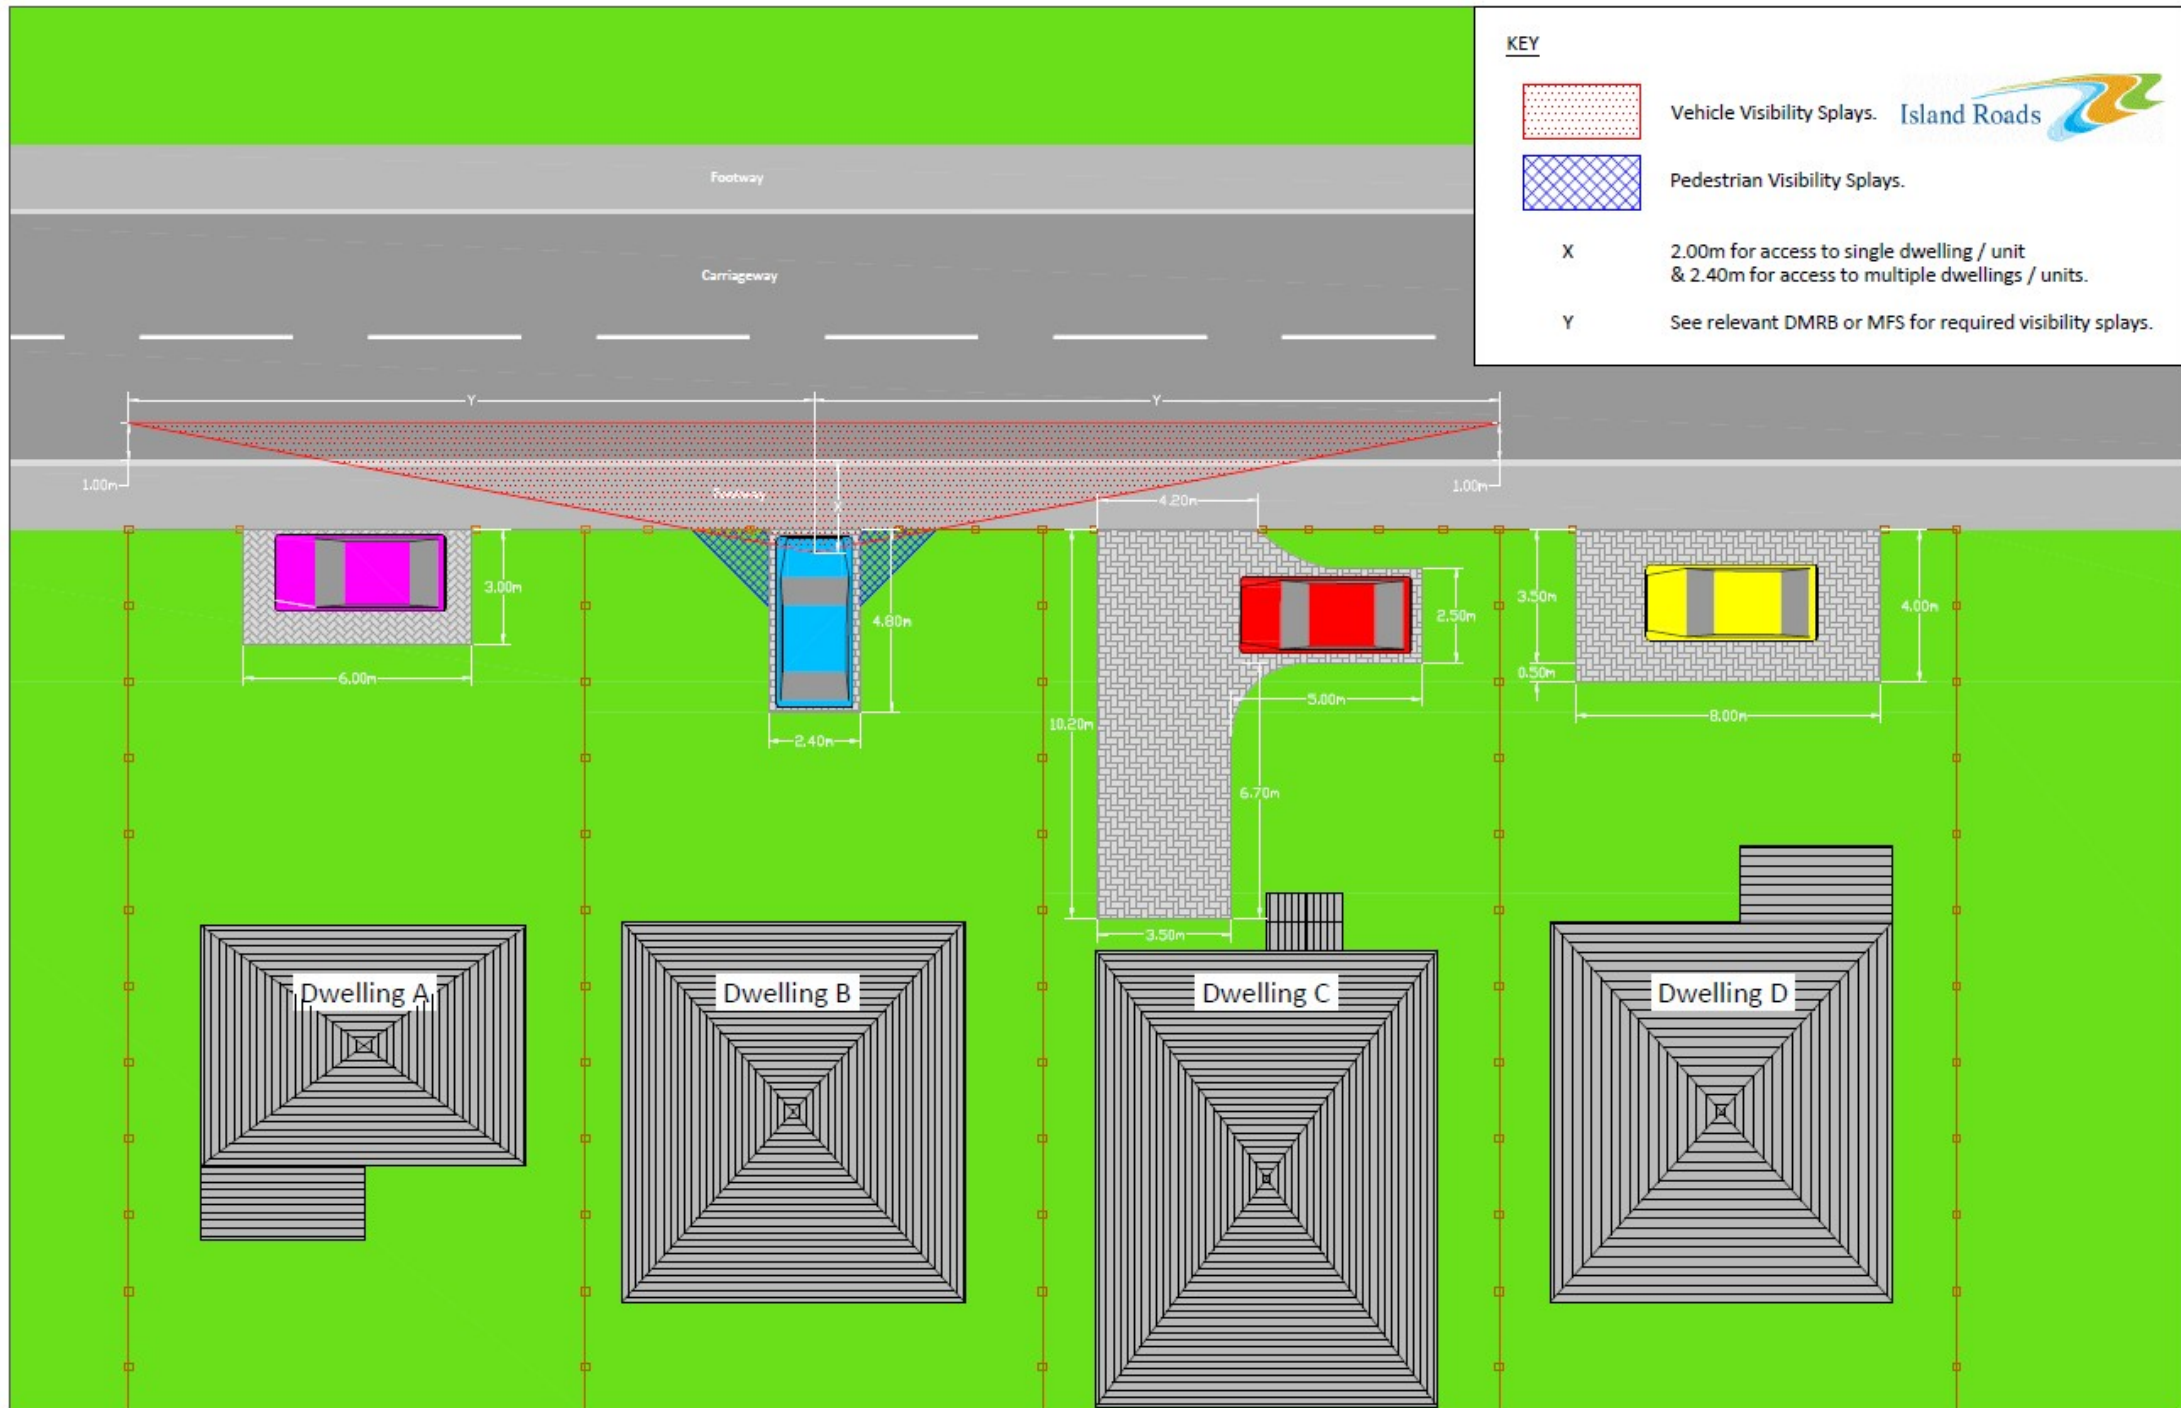 KEY
Vehicle Visibility Splays.
Island Roads
Pedestrian Visibility Splays.
X 2.00m for access to single dwelling / unit
& 2.40m for access to multiple dwellings / units.
Y See relevant DMRB or MFS for required visibility splays.
Footway
Carriageway
Y Y
1.00m
1.00m
Footway
X
4.20m
3.00m
6.00m
4.80m
2.40m
2.50m
5.00m
10.20m
6.70m
3.50m
3.50m
0.50m
4.00m
8.00m
Dwelling A
Dwelling B
Dwelling C
Dwelling D